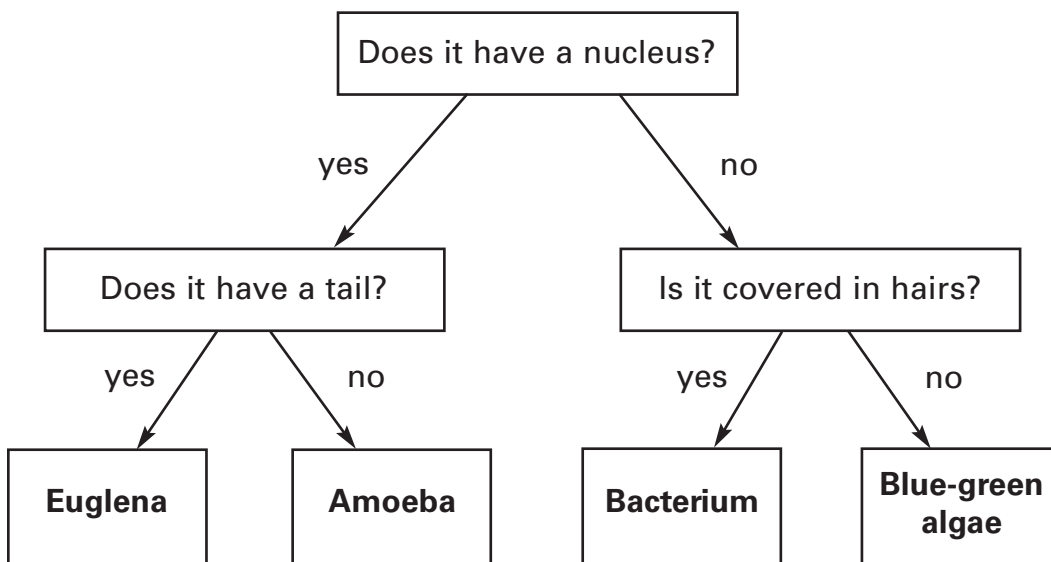 Does it have a nucleus?
yes
no
Does it have a tail?
Is it covered in hairs?
yes
no
yes
no
Euglena
Amoeba
Bacterium
Blue-green
algae